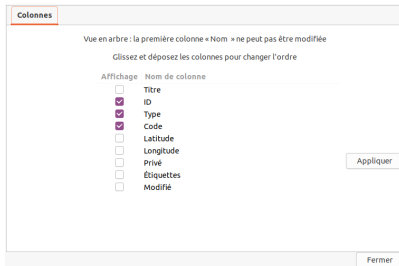 Colonnes
Vue en arbre : la première colonne « Nom » ne peut pas être modifiée
Glissez et déposez les colonnes pour changer l'ordre
Affichage Nom de colonne
Titre
ID
Type
Code
Latitude
Longitude
Privé
Étiquettes
Modifié
Appliquer
Fermer